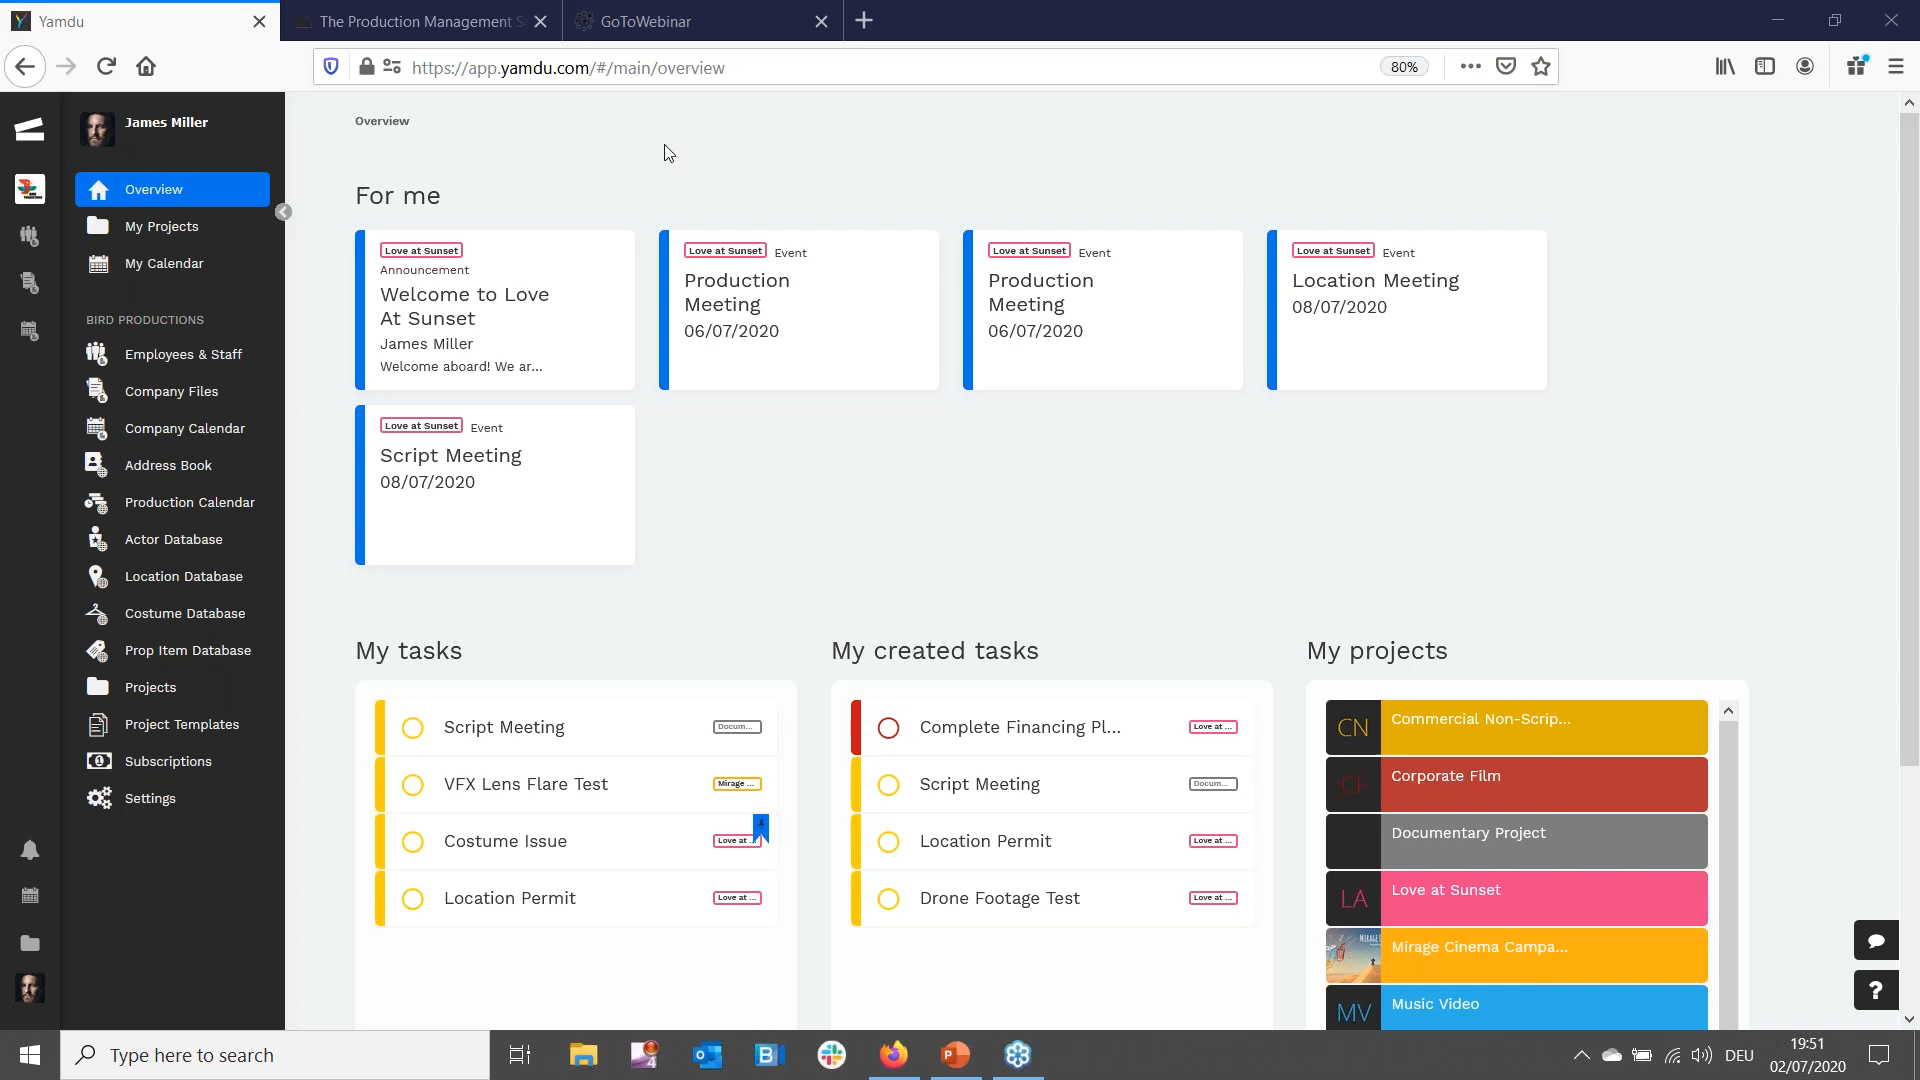 Yamdu
The Production Management S
GoToWebinar
https://app.yamdu.com/#/main/overview
80%
James Miller
Overview
My Projects
My Calendar
BIRD PRODUCTIONS
Employees & Staff
Company Files
Company Calendar
Address Book
Production Calendar
Actor Database
Location Database
Costume Database
Prop Item Database
Projects
Project Templates
Subscriptions
Settings
Overview
For me
Love at Sunset
Announcement
Welcome to Love
At Sunset
James Miller
Welcome aboard! We ar...
Love at Sunset Event
Production
Meeting
06/07/2020
Love at Sunset Event
Production
Meeting
06/07/2020
Love at Sunset Event
Location Meeting
08/07/2020
Love at Sunset Event
Script Meeting
08/07/2020
My tasks
Script Meeting Docum...
VFX Lens Flare Test Mirage ...
Costume Issue Love at ...
Location Permit Love at ...
My created tasks
Complete Financing Pl... Love at ...
Script Meeting Docum...
Location Permit Love at ...
Drone Footage Test Love at ...
My projects
CN Commercial Non-Scrip...
CF Corporate Film
Documentary Project
LA Love at Sunset
Mirage Cinema Campa...
MV Music Video
?
Type here to search
DEU
19:51
02/07/2020